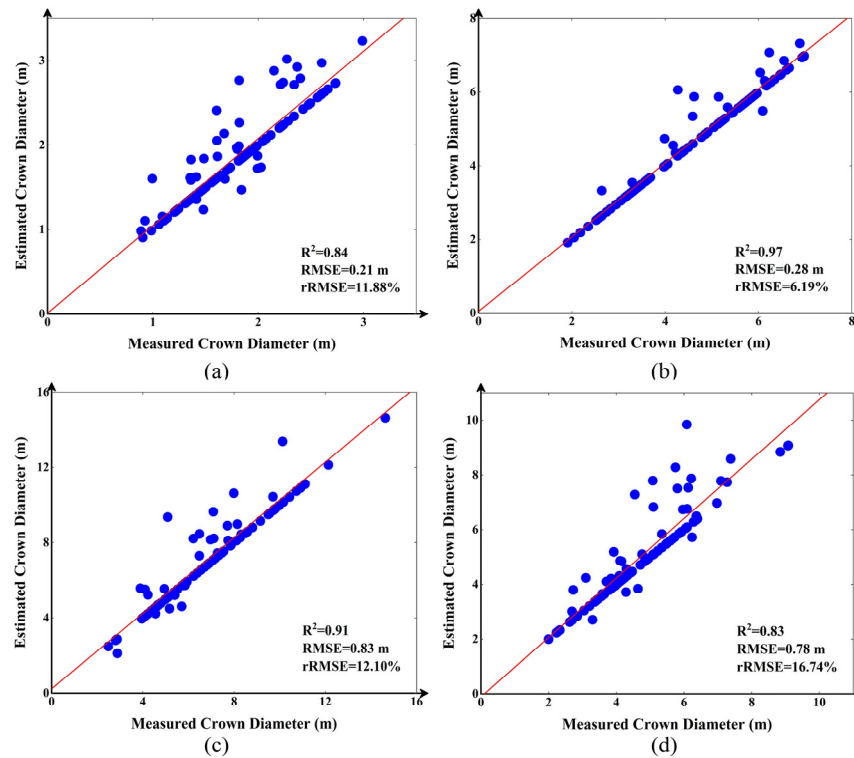 3
2
1
0
1
2
3
Estimated Crown Diameter (m)
R²=0.84
RMSE=0.21 m
rRMSE=11.88%
Measured Crown Diameter (m)
(a)
8
6
4
2
0
2
4
6
8
Estimated Crown Diameter (m)
R²=0.97
RMSE=0.28 m
rRMSE=6.19%
Measured Crown Diameter (m)
(b)
16
12
8
4
0
0
4
8
12
16
Estimated Crown Diameter (m)
R²=0.91
RMSE=0.83 m
rRMSE=12.10%
Measured Crown Diameter (m)
(c)
10
8
6
4
2
0
0
2
4
6
8
10
Estimated Crown Diameter (m)
R²=0.83
RMSE=0.78 m
rRMSE=16.74%
Measured Crown Diameter (m)
(d)